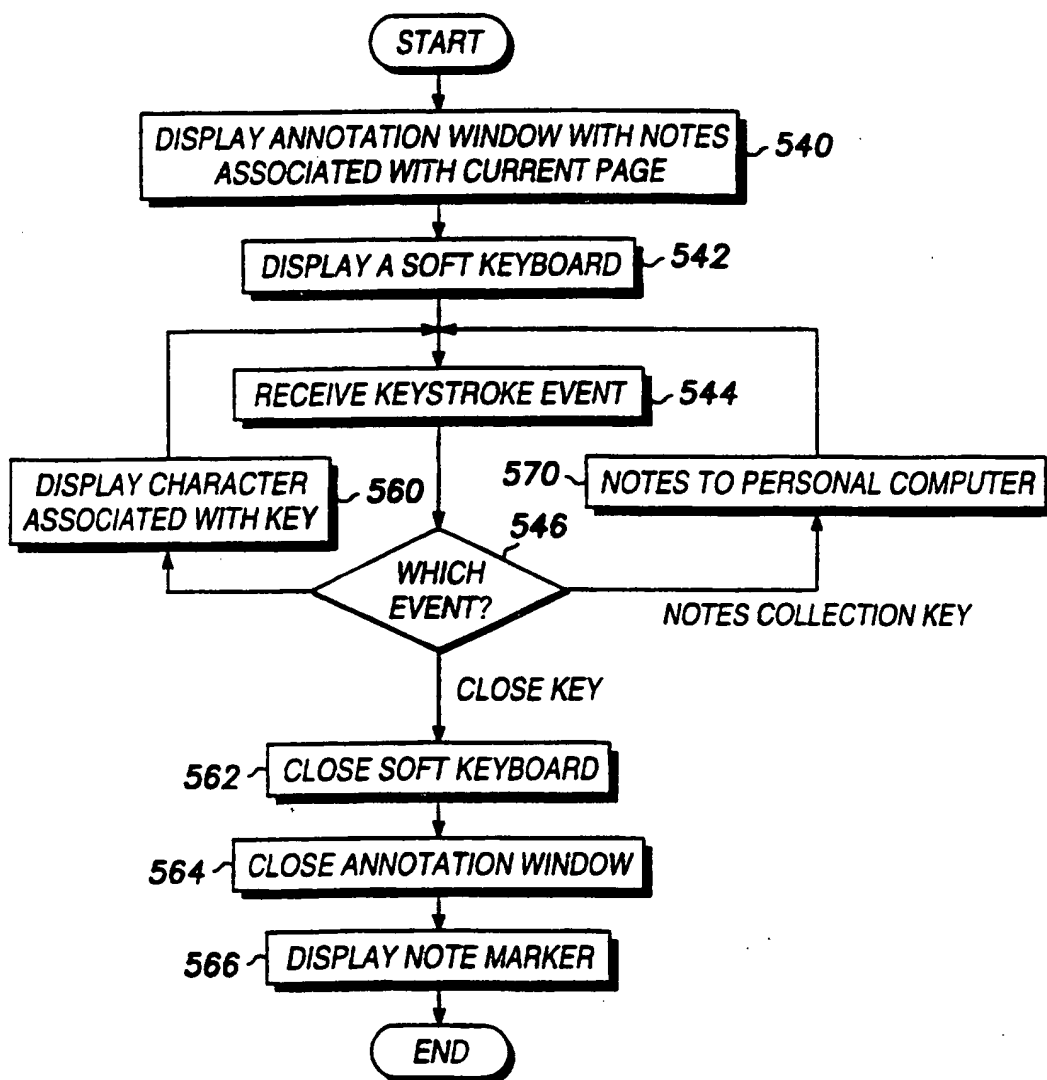 START
DISPLAY ANNOTATION WINDOW WITH NOTES
ASSOCIATED WITH CURRENT PAGE
540
DISPLAY A SOFT KEYBOARD
542
RECEIVE KEYSTROKE EVENT
544
DISPLAY CHARACTER
ASSOCIATED WITH KEY
560
570
NOTES TO PERSONAL COMPUTER
546
WHICH
EVENT?
NOTES COLLECTION KEY
CLOSE KEY
562
CLOSE SOFT KEYBOARD
564
CLOSE ANNOTATION WINDOW
566
DISPLAY NOTE MARKER
END